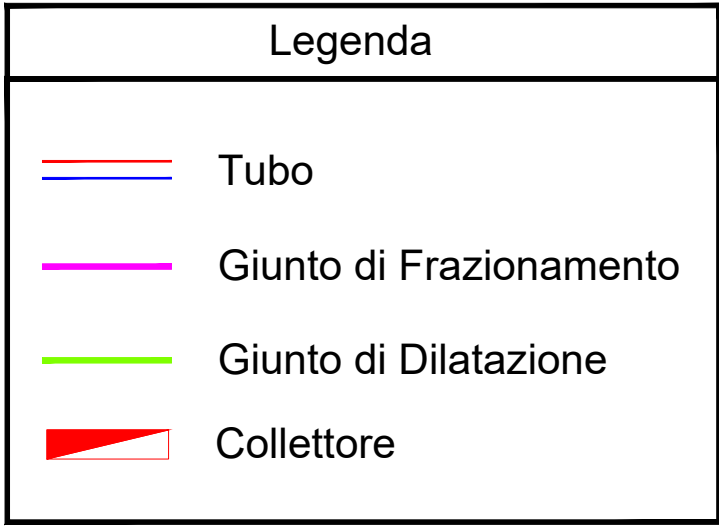 Legenda
Tubo
Giunto di Frazionamento
Giunto di Dilatazione
Collettore